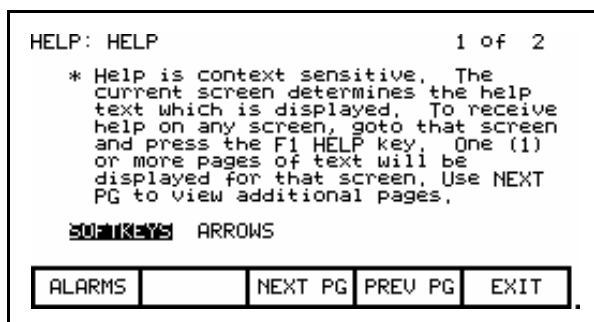 HELP: HELP 1 of 2
* Help is context sensitive. The
current screen determines the help
text which is displayed. To receive
help on any screen, goto that screen
and press the F1 HELP key. One (1)
or more pages of text will be
displayed for that screen. Use NEXT
PG to view additional pages.
SOFTKEYS ARROWS
ALARMS NEXT PG PREV PG EXIT
.